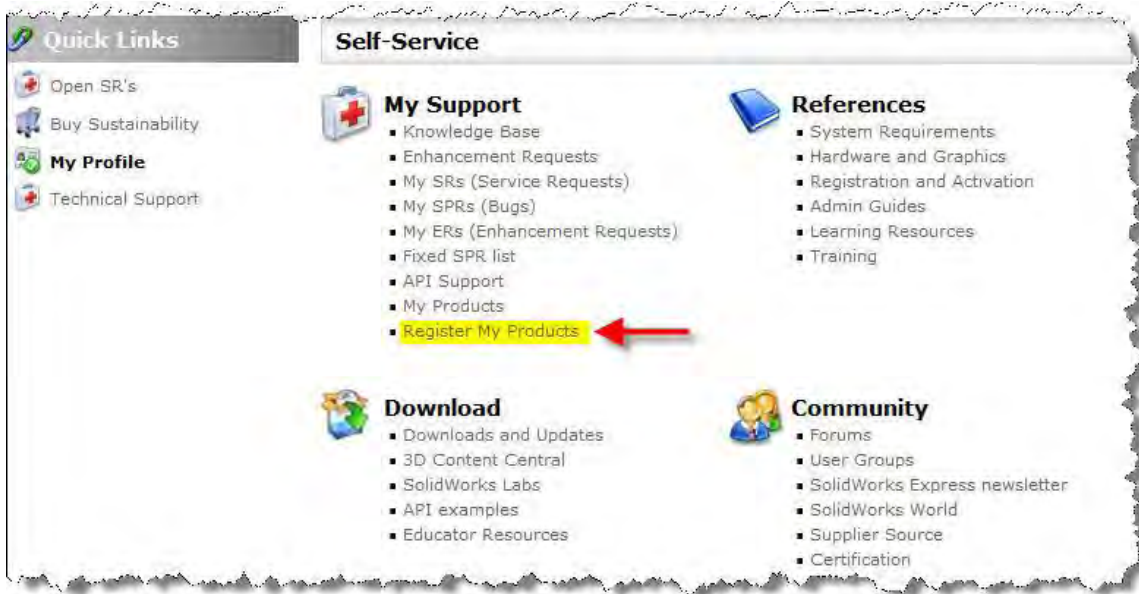 Quick Links
Open SR's
Buy Sustainability
My Profile
Technical Support
Self-Service
My Support
Knowledge Base
Enhancement Requests
My SRs (Service Requests)
My SPRs (Bugs)
My ERs (Enhancement Requests)
Fixed SPR list
API Support
My Products
Register My Products
References
System Requirements
Hardware and Graphics
Registration and Activation
Admin Guides
Learning Resources
Training
Download
Downloads and Updates
3D Content Central
SolidWorks Labs
API examples
Educator Resources
Community
Forums
User Groups
SolidWorks Express newsletter
SolidWorks World
Supplier Source
Certification